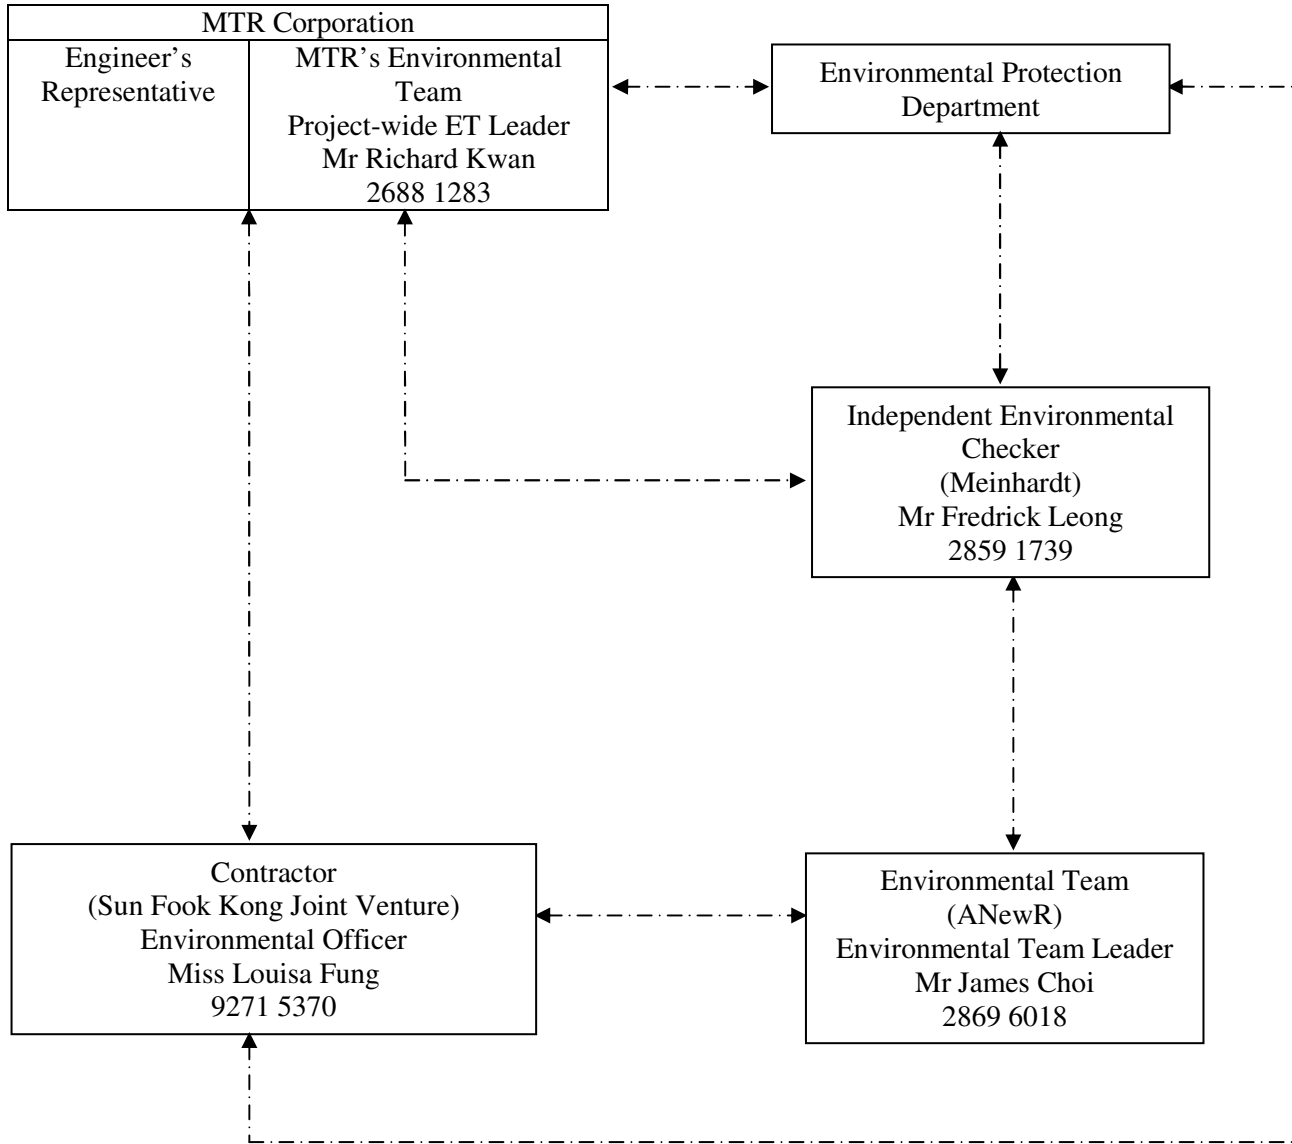 MTR Corporation
Engineer’s
Representative
MTR’s Environmental
Team
Project-wide ET Leader
Mr Richard Kwan
2688 1283
Environmental Protection
Department
Independent Environmental
Checker
(Meinhardt)
Mr Fredrick Leong
2859 1739
Contractor
(Sun Fook Kong Joint Venture)
Environmental Officer
Miss Louisa Fung
9271 5370
Environmental Team
(ANewR)
Environmental Team Leader
Mr James Choi
2869 6018